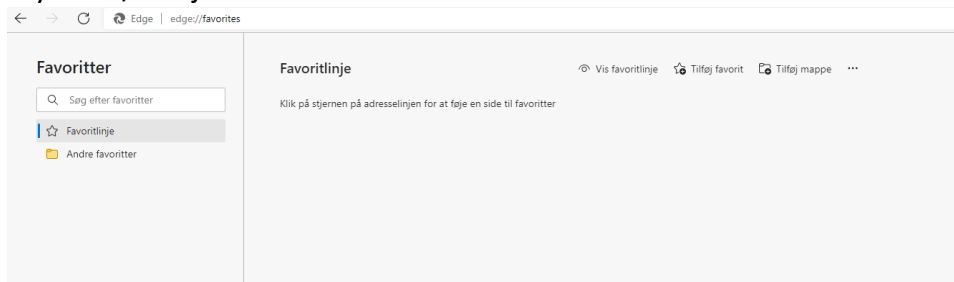 Edge | edge://favorites
Favoritter
Søg efter favoritter
Favoritlinje
Andre favoritter
Favoritlinje
Vis favoritlinje Tilføj favorit Tilføj mappe ...
Klik på stjernen på adresselinjen for at føje en side til favoritter